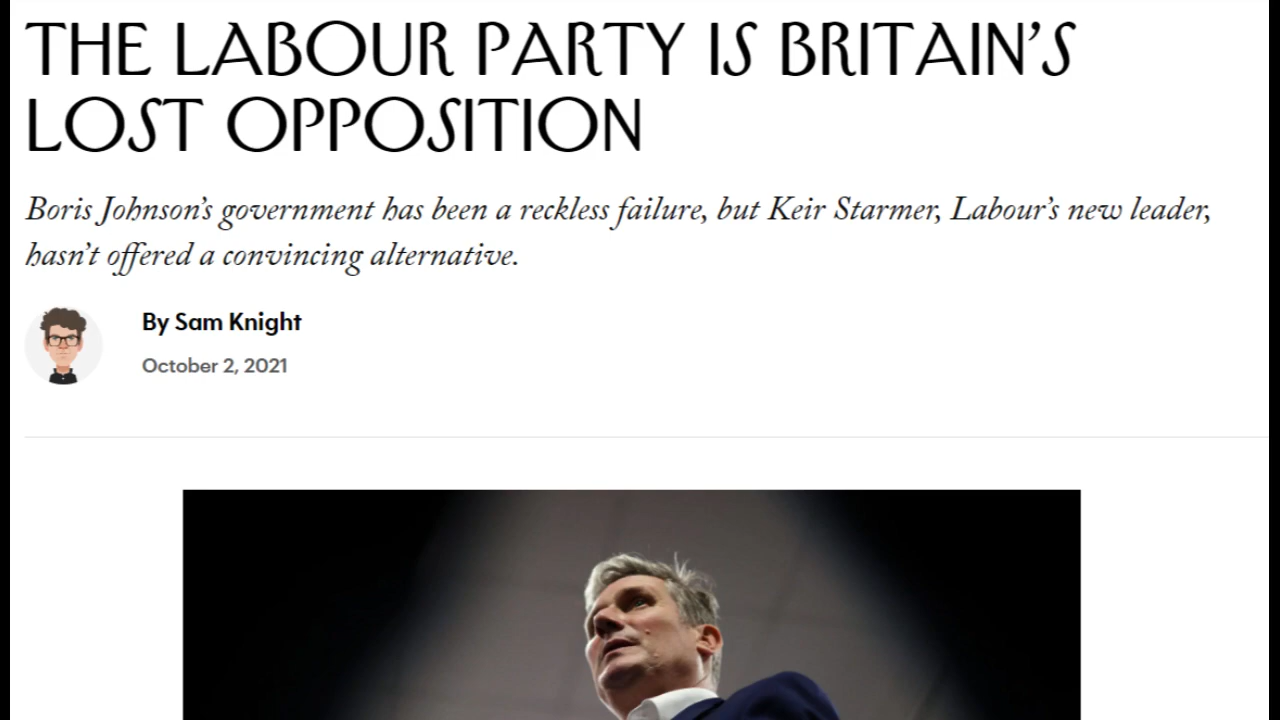 THE LABOUR PARTY IS BRITAIN’S
LOST OPPOSITION
Boris Johnson’s government has been a reckless failure, but Keir Starmer, Labour’s new leader,
hasn’t offered a convincing alternative.
By Sam Knight
October 2, 2021